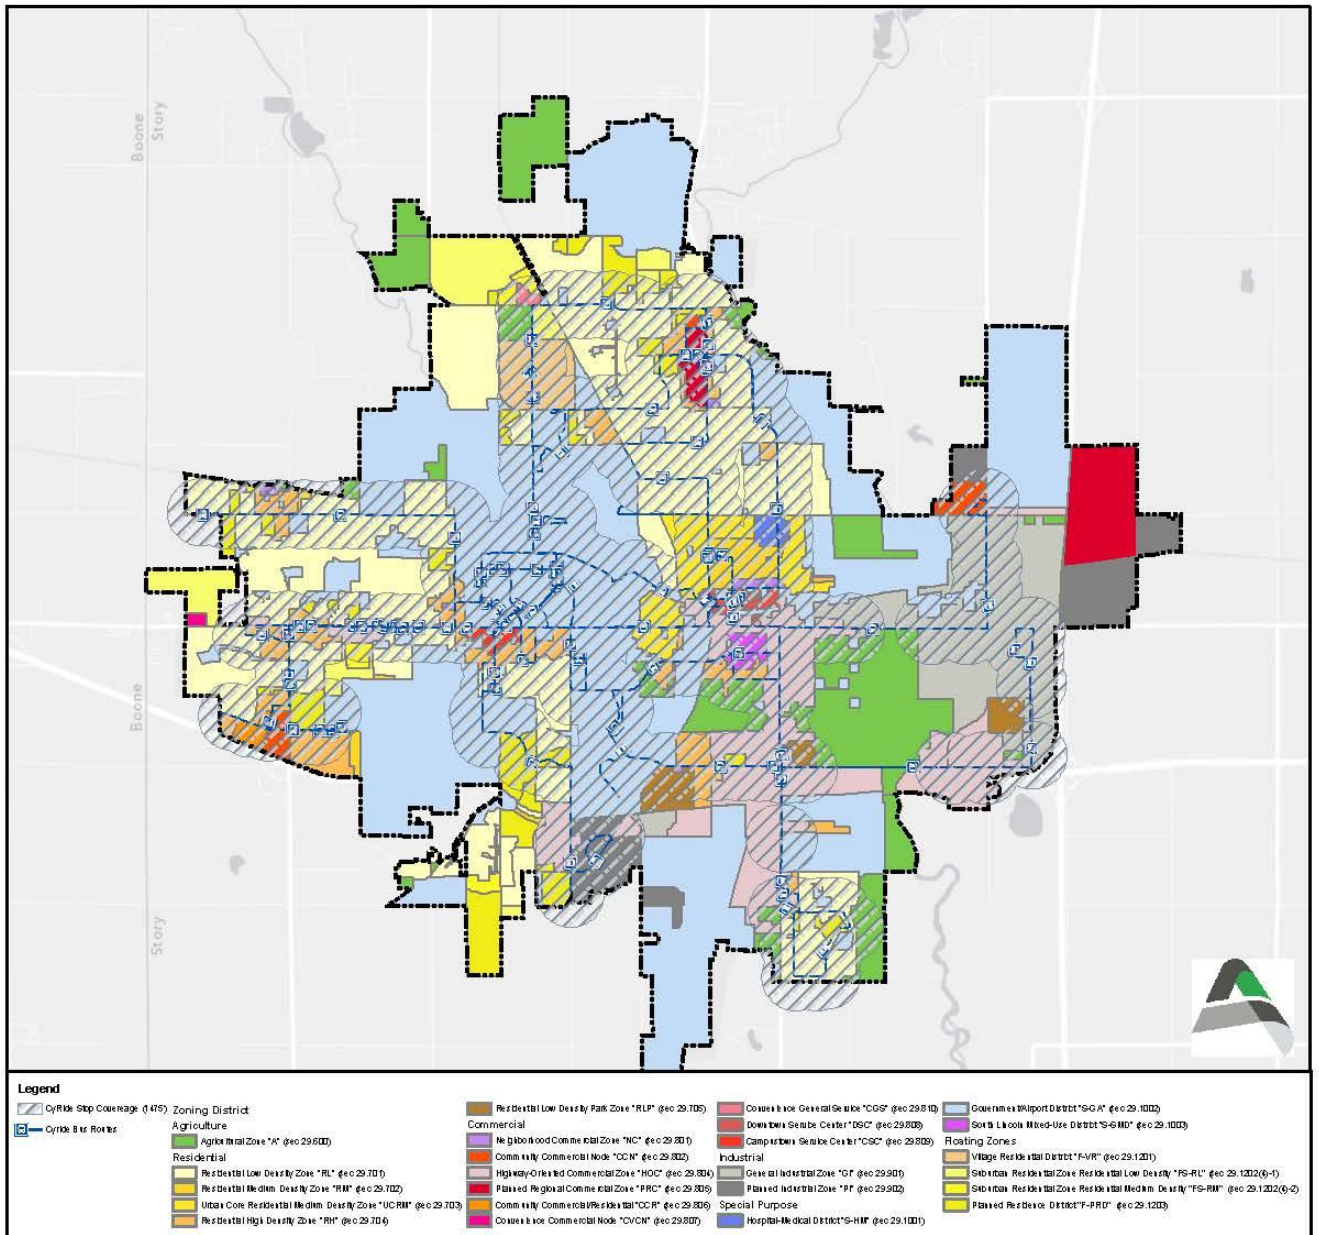 Boone
Story
Boone
Story
Legend
CyRide Stop Covereage (1475)
Cyride Bus Routes
Zoning District
Agriculture
Agricultural Zone "A" (sec 29.600)
Residential
Residential Low Density Zone "RL" (sec 29.701)
Residential Medium Density Zone "RM" (sec 29.702)
Urban Core Residential Medium Density Zone "UCRM" (sec 29.703)
Residential High Density Zone "RH" (sec 29.704)
Residential Low Density Park Zone "RLP" (sec 29.705)
Commercial
Neighborhood Commercial Zone "NC" (sec 29.801)
Community Commercial Node "CCN" (sec 29.802)
Highway-Oriented Commercial Zone "HOC" (sec 29.804)
Planned Regional Commercial Zone "PRC" (sec 29.805)
Community Commercial/Residential "CCR" (sec 29.806)
Convenience Commercial Node "CVCN" (sec 29.807)
Convenience General Service "CGS" (sec 29.810)
Downtown Service Center "DSC" (sec 29.808)
Campustown Service Center "CSC" (sec 29.809)
Industrial
General Industrial Zone "GI" (sec 29.901)
Planned Industrial Zone "PI" (sec 29.902)
Special Purpose
Hospital-Medical District "S-HM" (sec 29.1001)
Government/Airport District "S-GA" (sec 29.1002)
South Lincoln Mixed-Use District "S-SMD" (sec 29.1003)
Floating Zones
Village Residential District "F-VR" (sec 29.1201)
Suburban Residential Zone Residential Low Density "FS-RL" (sec 29.1202(4)-1)
Suburban Residential Zone Residential Medium Density "FS-RM" (sec 29.1202(4)-2)
Planned Residence District "F-PRD" (sec 29.1203)